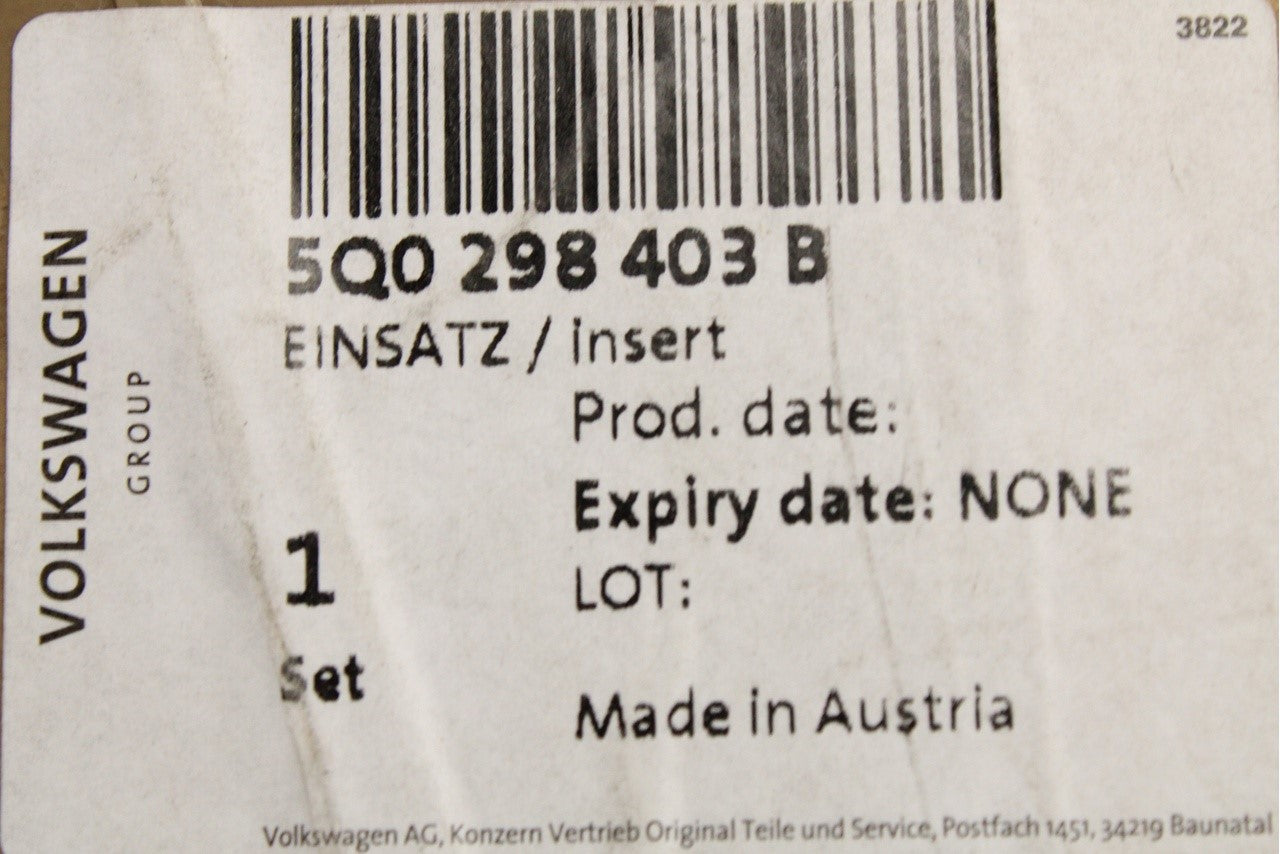 3822
VOLKSWAGEN
GROUP
5Q0 298 403 B
EINSATZ / insert
Prod. date:
Expiry date: NONE
1
LOT:
Set
Made in Austria
Volkswagen AG, Konzern Vertrieb Original Teile und Service, Postfach 1451, 34219 Baunatal